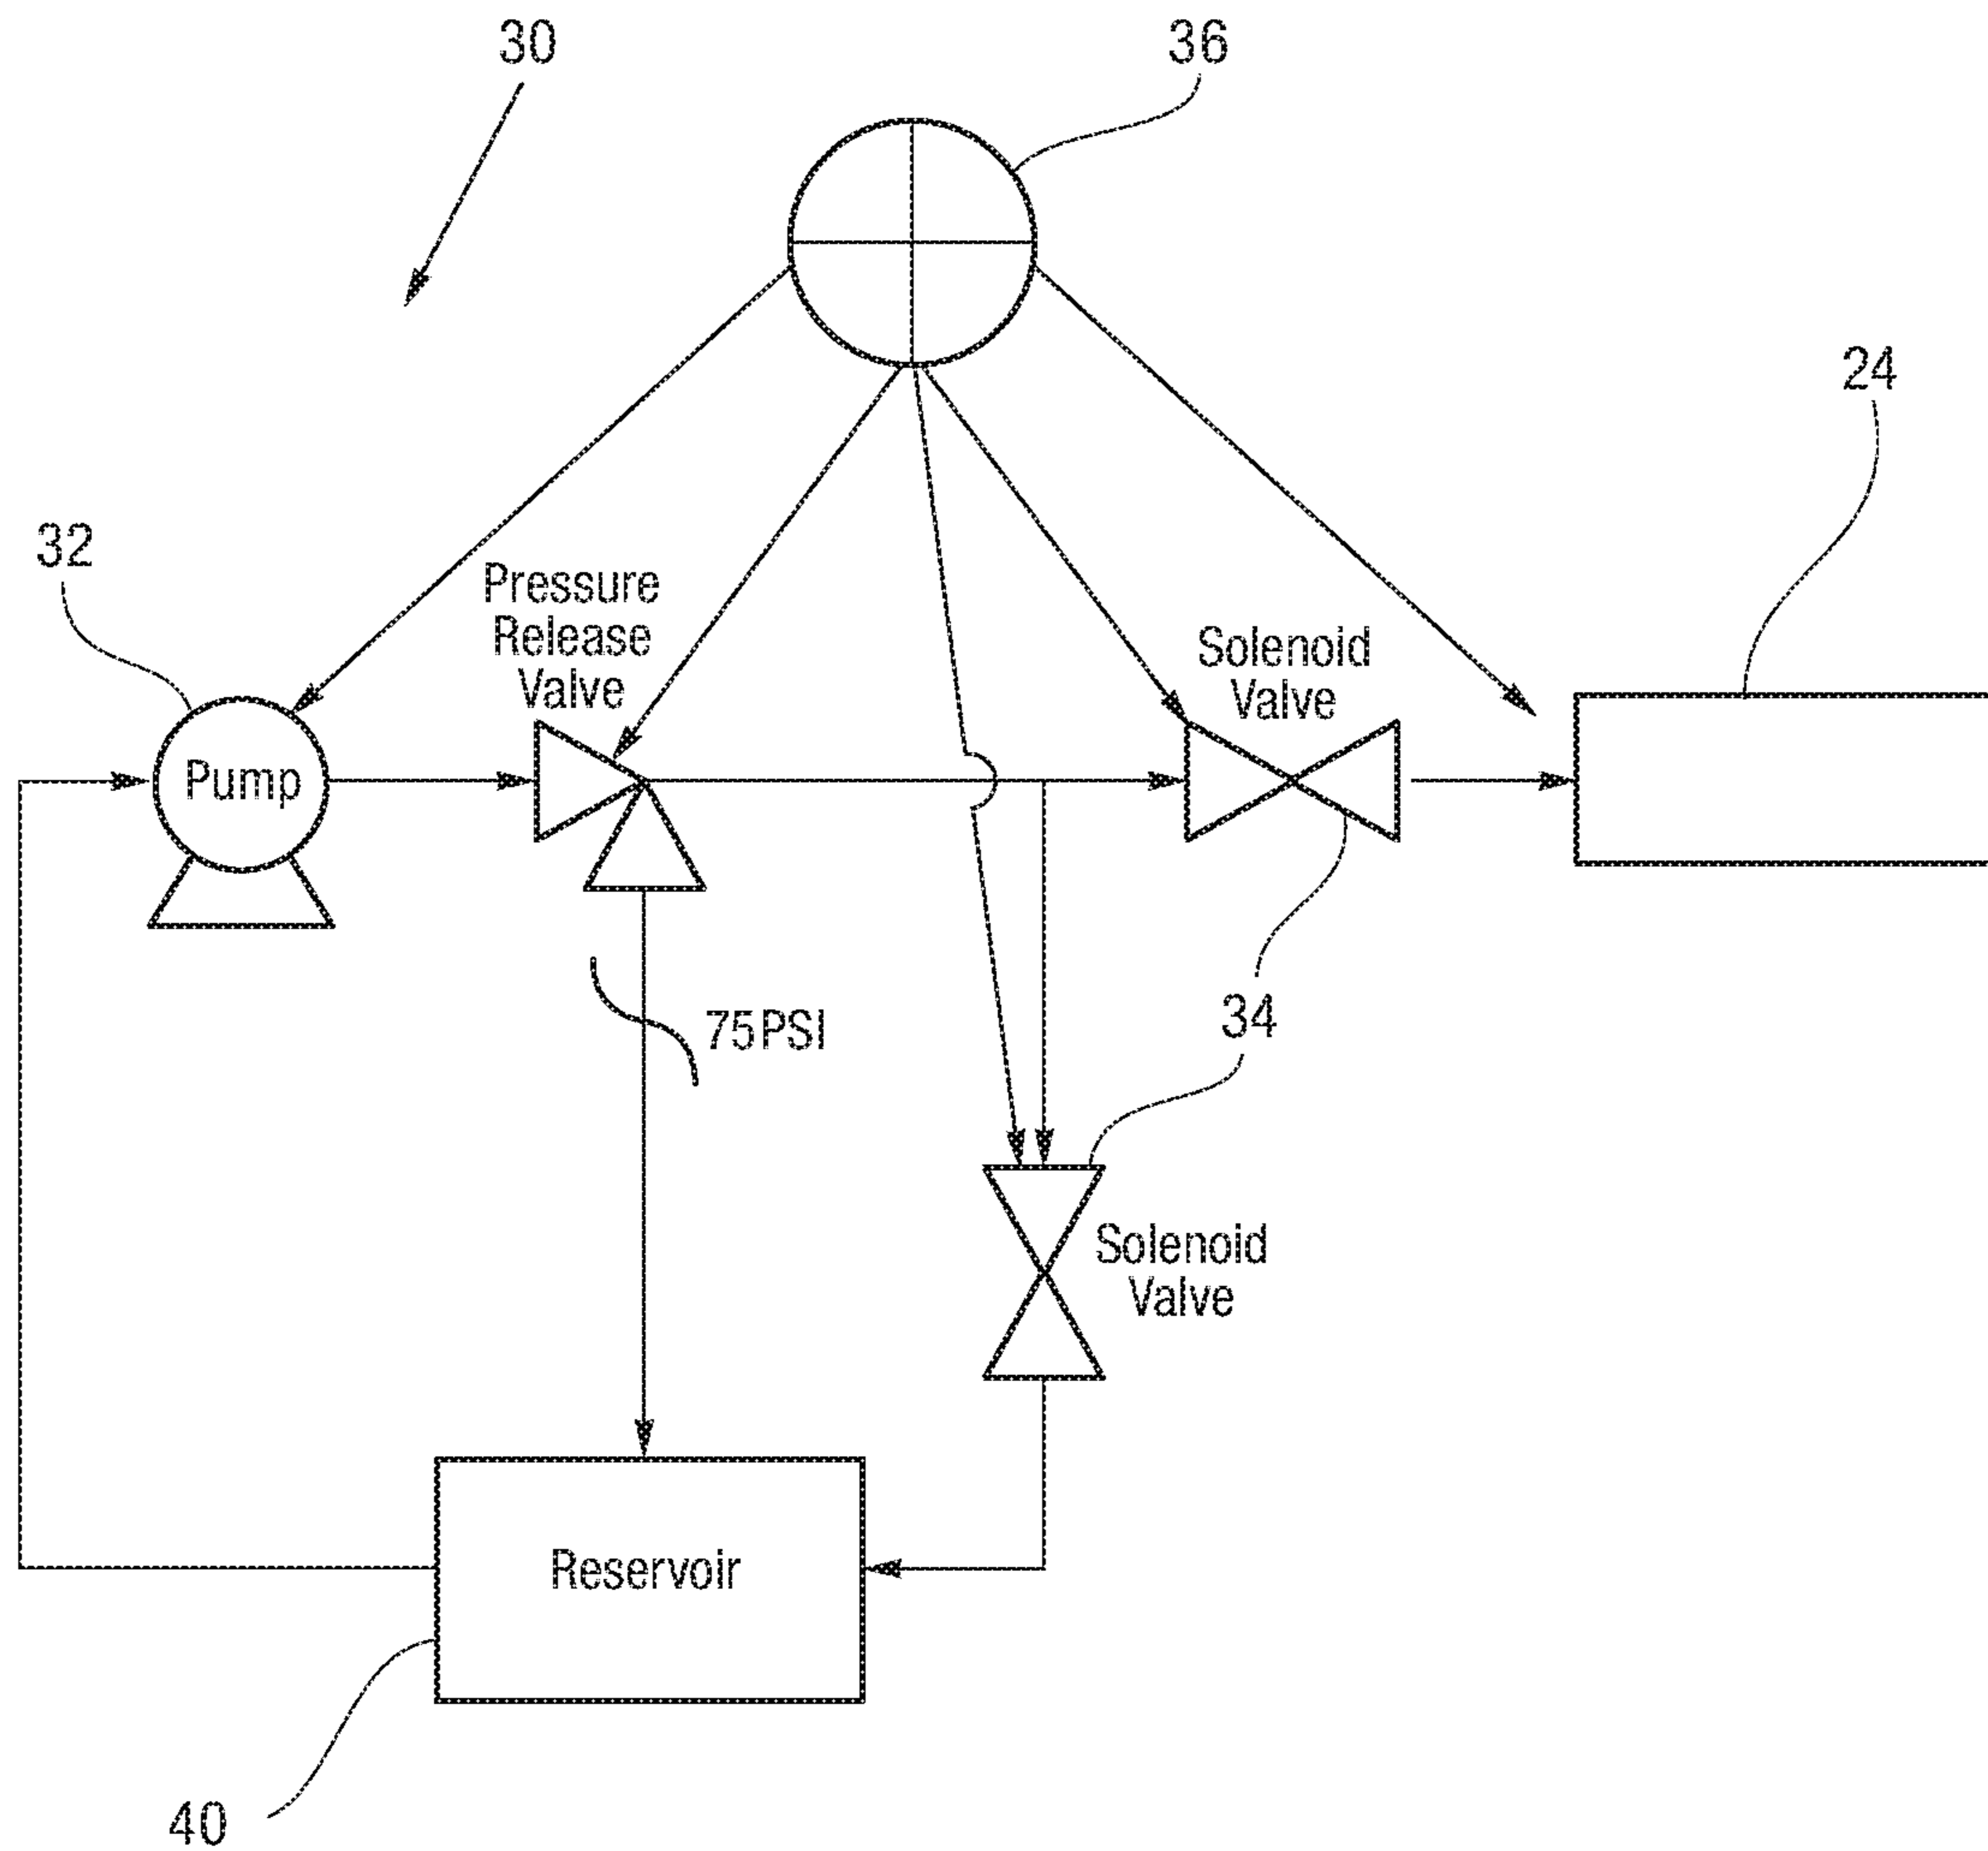 30
36
24
32
Pressure
Release
Valve
Solenoid
Valve
Pump
34
75PSI
Solenoid
Valve
Reservoir
40